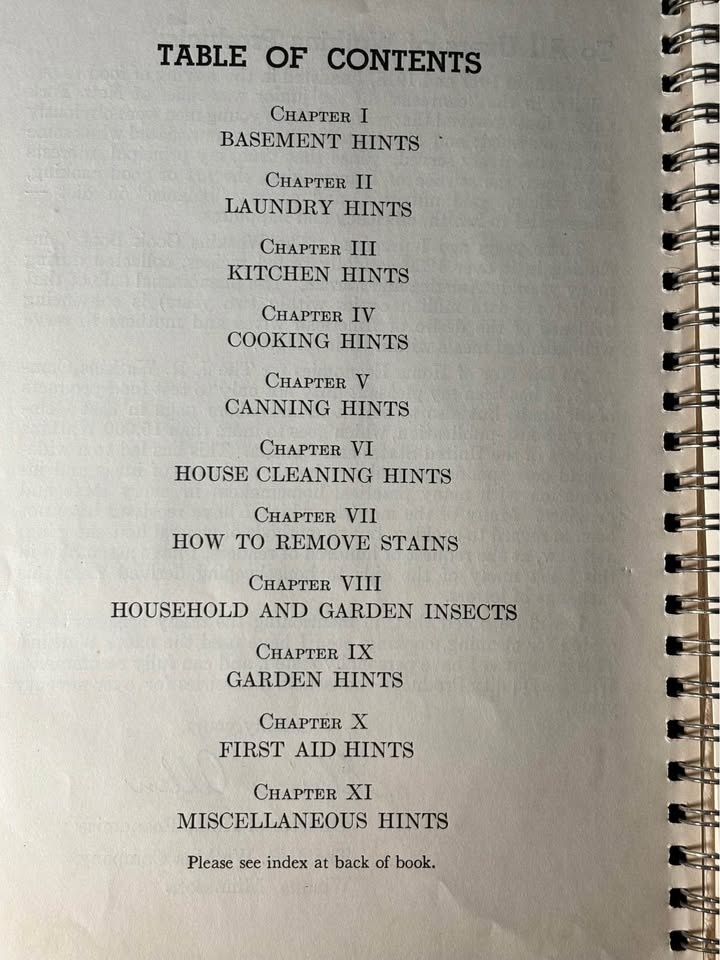 TABLE OF CONTENTS
CHAPTER I
BASEMENT HINTS
CHAPTER II
LAUNDRY HINTS
CHAPTER III
KITCHEN HINTS
CHAPTER IV
COOKING HINTS
CHAPTER V
CANNING HINTS
CHAPTER VI
HOUSE CLEANING HINTS
CHAPTER VII
HOW TO REMOVE STAINS
CHAPTER VIII
HOUSEHOLD AND GARDEN INSECTS
CHAPTER IX
GARDEN HINTS
CHAPTER X
FIRST AID HINTS
CHAPTER XI
MISCELLANEOUS HINTS
Please see index at back of book.